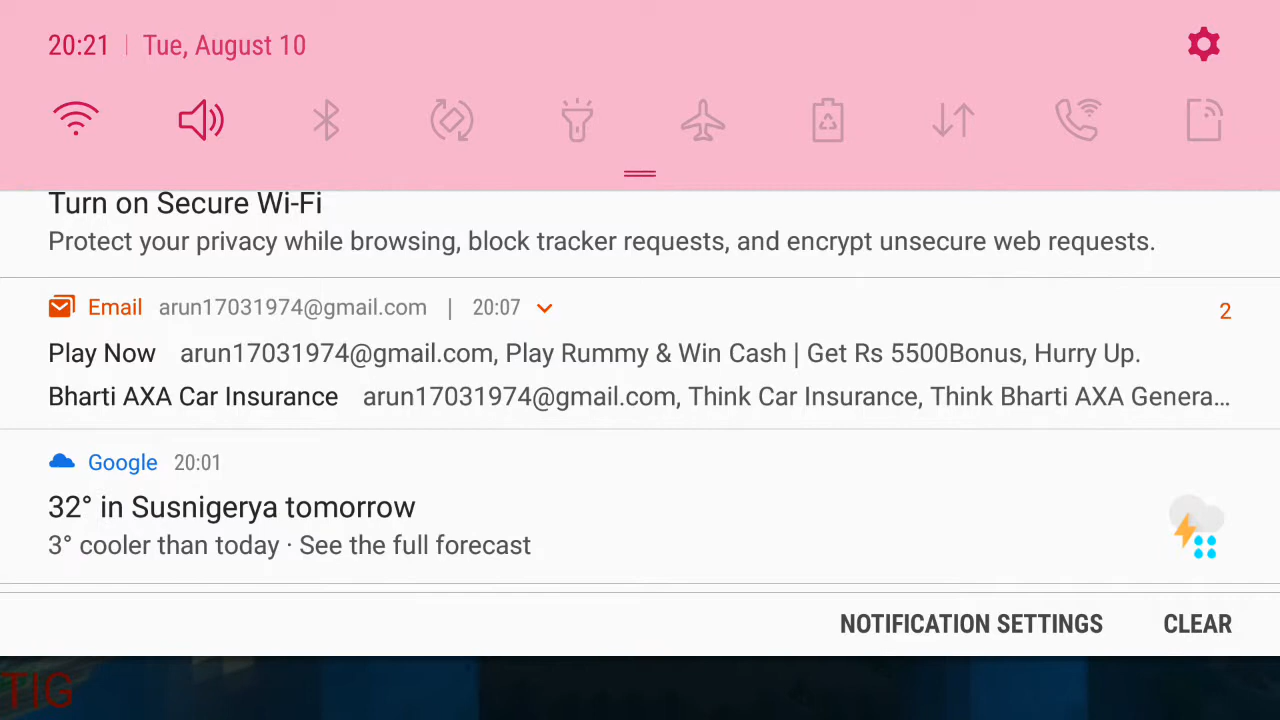 20:21 | Tue, August 10
Turn on Secure Wi-Fi
Protect your privacy while browsing, block tracker requests, and encrypt unsecure web requests.
Email arun17031974@gmail.com | 20:07 2
Play Now arun17031974@gmail.com, Play Rummy & Win Cash | Get Rs 5500Bonus, Hurry Up.
Bharti AXA Car Insurance arun17031974@gmail.com, Think Car Insurance, Think Bharti AXA Genera...
Google 20:01
32° in Susnigerya tomorrow
3° cooler than today · See the full forecast
NOTIFICATION SETTINGS CLEAR
TIG